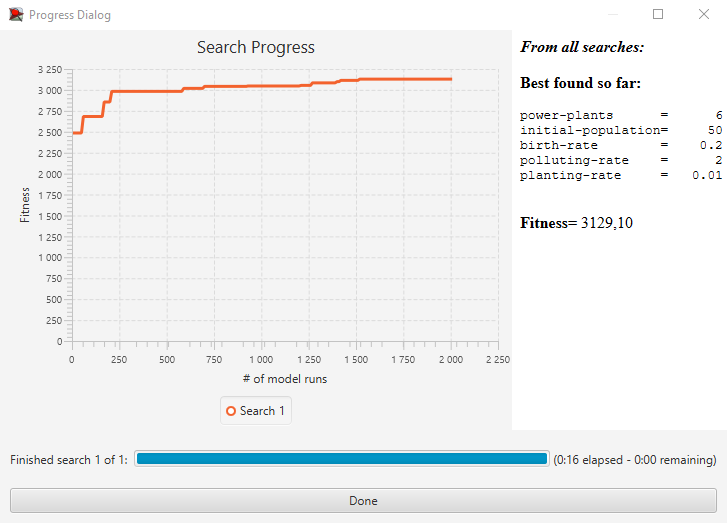 Progress Dialog
Search Progress
3 250
3 000
2 750
2 500
2 250
2 000
1 750
1 500
1 250
1 000
750
500
250
0
Fitness
0 250 500 750 1 000 1 250 1 500 1 750 2 000 2 250
# of model runs
Search 1
From all searches:
Best found so far:
power-plants = 6
initial-population= 50
birth-rate = 0.2
polluting-rate = 2
planting-rate = 0.01
Fitness= 3129,10
Finished search 1 of 1: (0:16 elapsed - 0:00 remaining)
Done